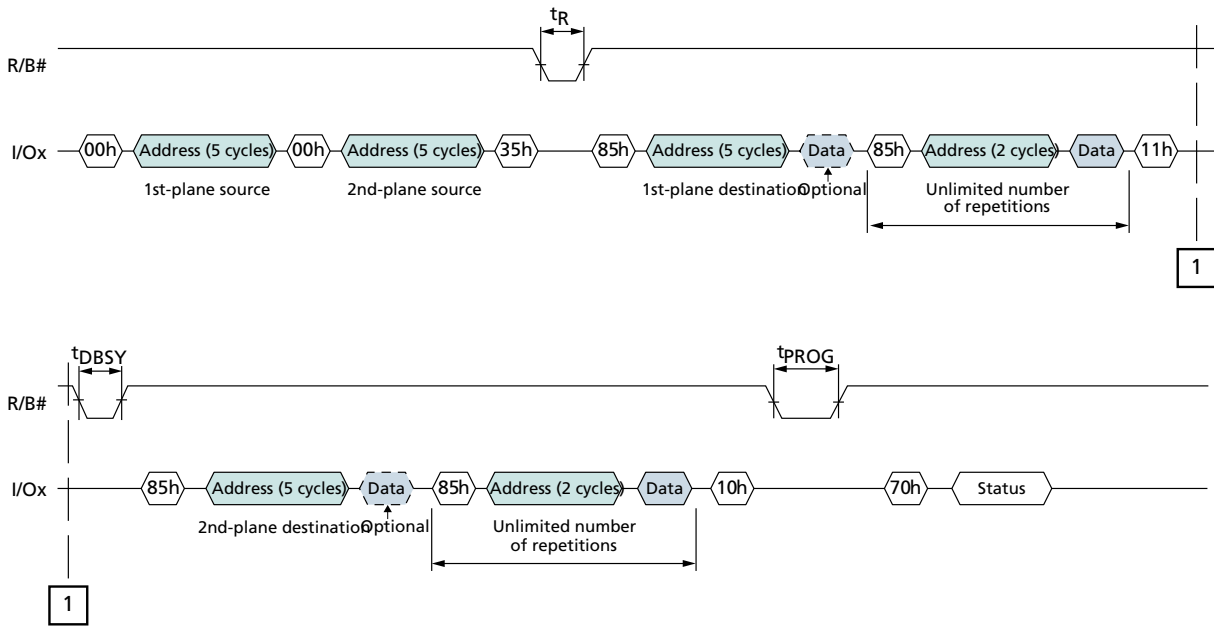 tR
R/B#
I/Ox 00h Address (5 cycles) 00h Address (5 cycles) 35h 85h Address (5 cycles) Data 85h Address (2 cycles) Data 11h
1st-plane source 2nd-plane source 1st-plane destination Optional Unlimited number
of repetitions
1
tDBSY tPROG
R/B#
I/Ox 85h Address (5 cycles) Data 85h Address (2 cycles) Data 10h 70h Status
2nd-plane destination Optional Unlimited number
of repetitions
1